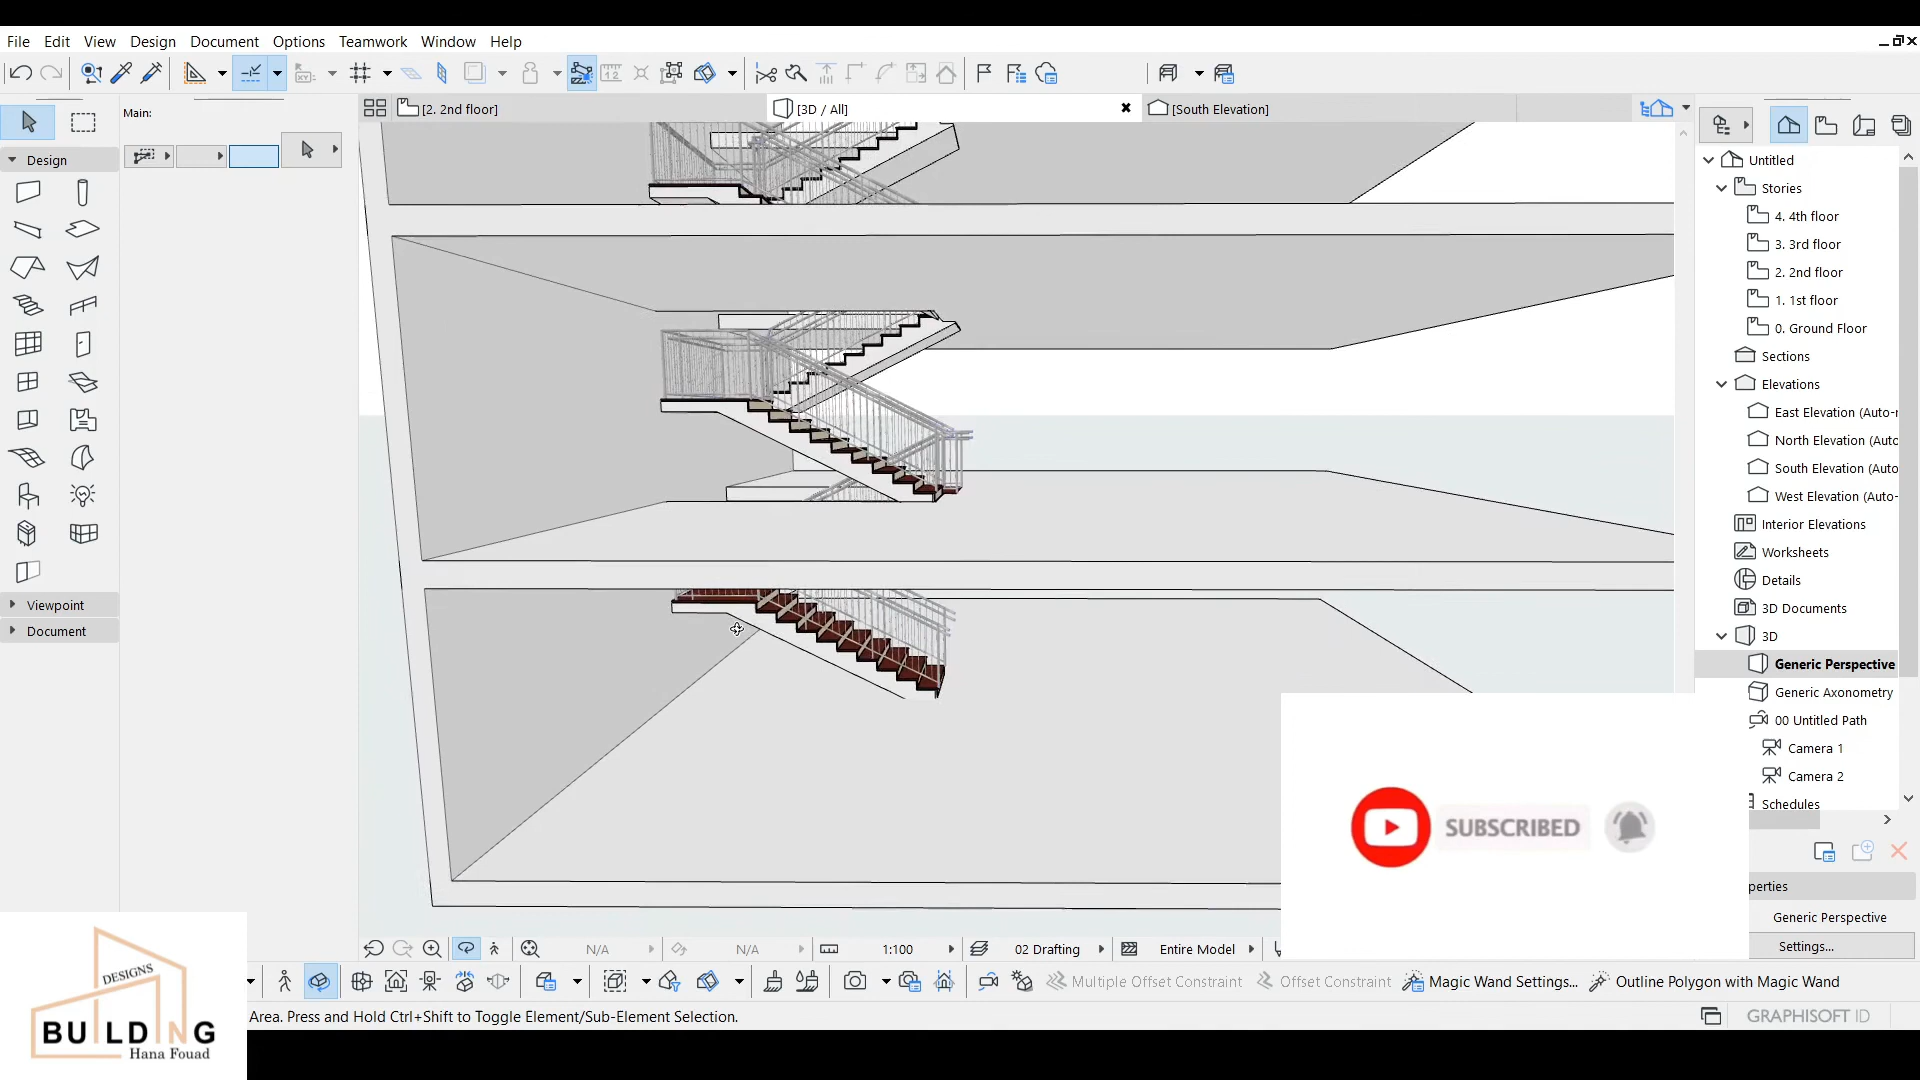 File Edit View Design Document Options Teamwork Window Help
[2. 2nd floor] [3D / All] [South Elevation]
Main:
Design
Viewpoint
Document
Untitled
Stories
4. 4th floor
3. 3rd floor
2. 2nd floor
1. 1st floor
0. Ground Floor
Sections
Elevations
East Elevation (Auto-r
North Elevation (Auto
South Elevation (Auto
West Elevation (Auto-
Interior Elevations
Worksheets
Details
3D Documents
3D
Generic Perspective
Generic Axonometry
00 Untitled Path
Camera 1
Camera 2
Schedules
perties
Generic Perspective
Settings...
SUBSCRIBED
N/A N/A 1:100 02 Drafting Entire Model
Multiple Offset Constraint Offset Constraint Magic Wand Settings... Outline Polygon with Magic Wand
Area. Press and Hold Ctrl+Shift to Toggle Element/Sub-Element Selection.
GRAPHISOFT ID
DESIGNS
BUILDING
Hana Fouad